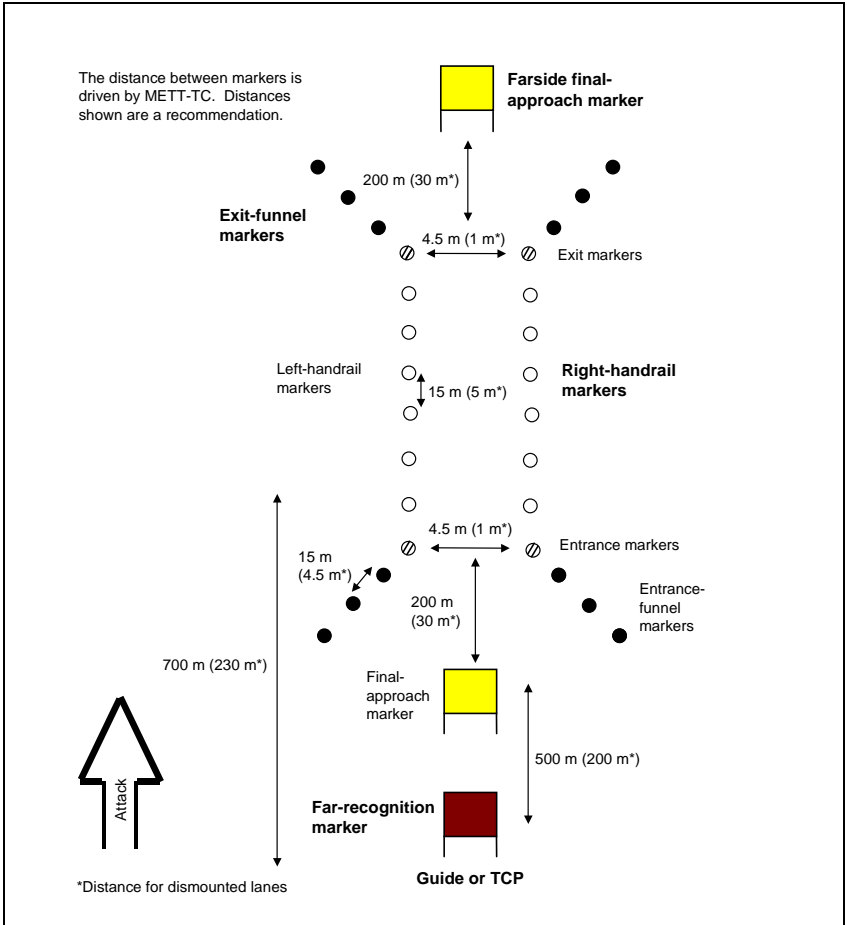 The distance between markers is
driven by METT-TC.  Distances
shown are a recommendation.
Farside final-
approach marker
200 m (30 m*)
Exit-funnel
markers
4.5 m (1 m*)
Exit markers
Left-handrail
markers
15 m (5 m*)
Right-handrail
markers
4.5 m (1 m*)
Entrance markers
15 m
(4.5 m*)
200 m
(30 m*)
Entrance-
funnel
markers
700 m (230 m*)
Final-
approach
marker
500 m (200 m*)
Attack
Far-recognition
marker
Guide or TCP
*Distance for dismounted lanes